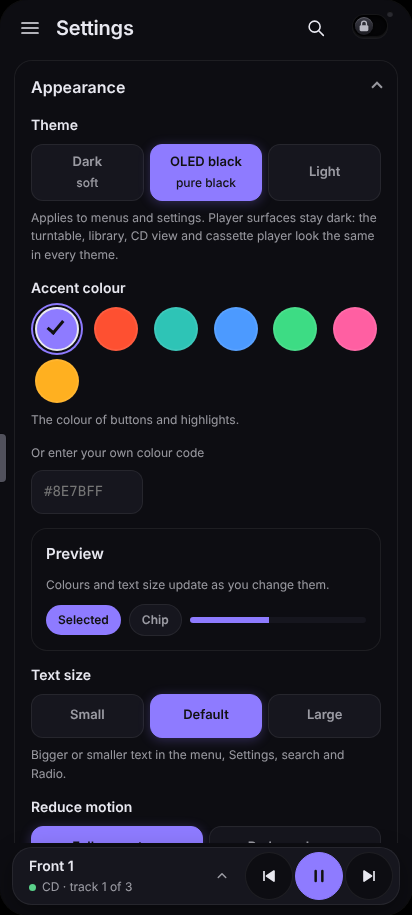 Settings
Appearance
Theme
Dark
soft
OLED black
pure black
Light
Applies to menus and settings. Player surfaces stay dark: the
turntable, library, CD view and cassette player look the same
in every theme.
Accent colour
The colour of buttons and highlights.
Or enter your own colour code
#8E7BFF
Preview
Colours and text size update as you change them.
Selected
Chip
Text size
Small
Default
Large
Bigger or smaller text in the menu, Settings, search and
Radio.
Reduce motion
Front 1
CD · track 1 of 3